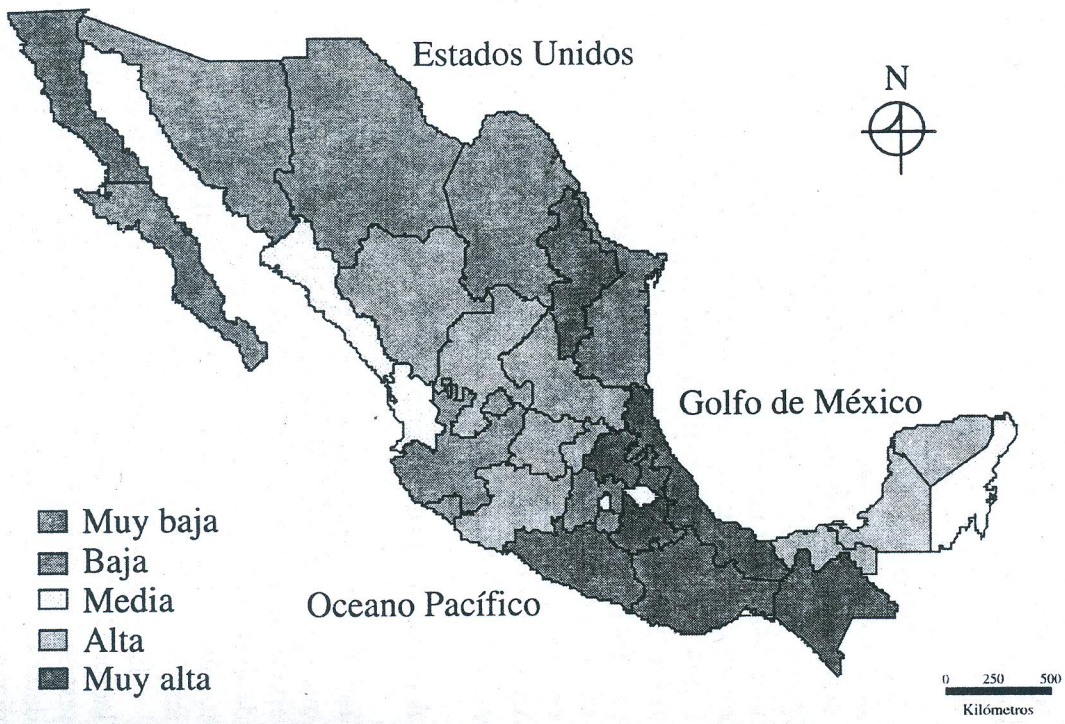 Estados Unidos
N
Golfo de México
Muy baja
Baja
Media
Alta
Muy alta
Oceano Pacífico
0 250 500
Kilómetros